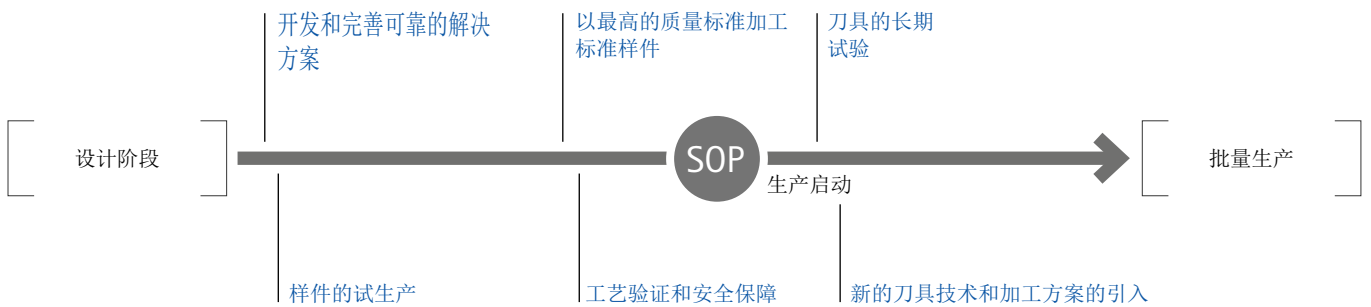 开发和完善可靠的解决
方案
以最高的质量标准加工
标准样件
刀具的长期
试验
设计阶段
SOP
生产启动
批量生产
样件的试生产
工艺验证和安全保障
新的刀具技术和加工方案的引入